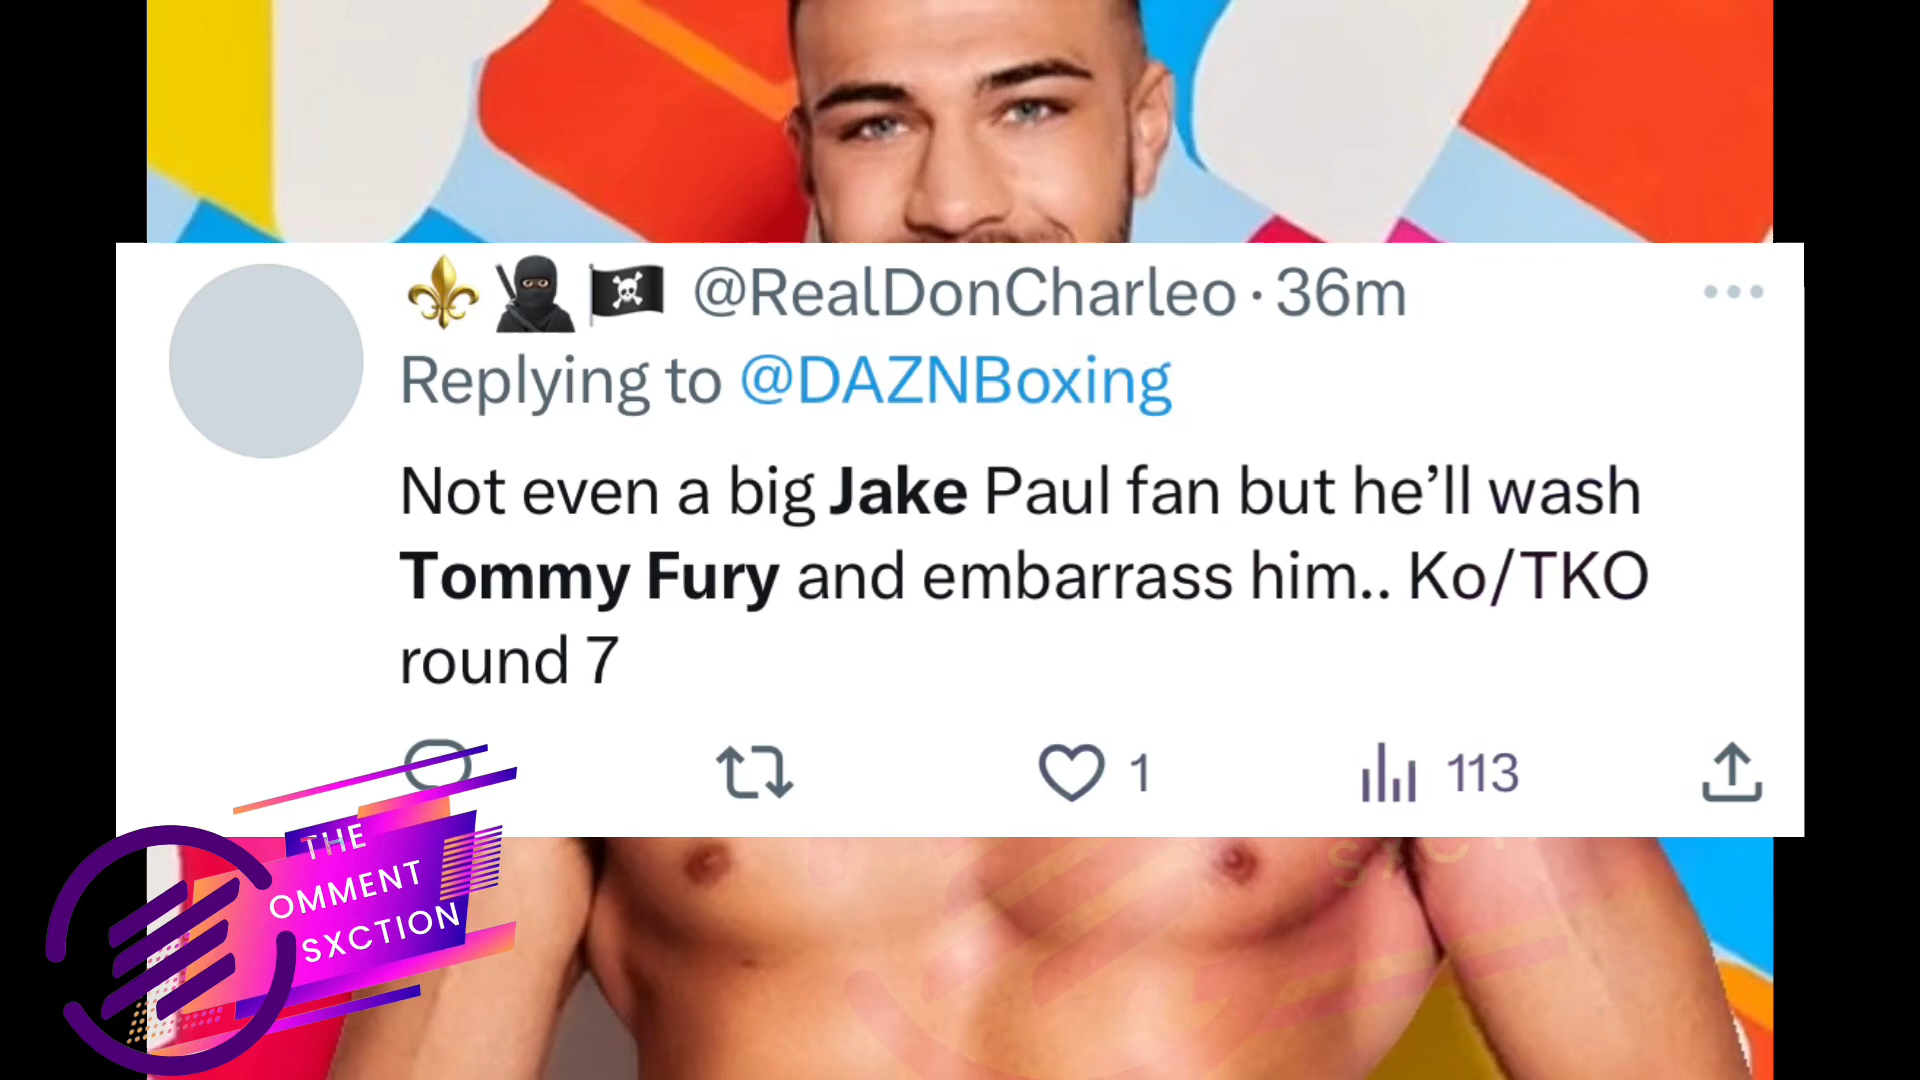 @RealDonCharleo · 36m
Replying to @DAZNBoxing
Not even a big Jake Paul fan but he’ll wash
Tommy Fury and embarrass him.. Ko/TKO
round 7
1 113
THE
OMMENT
SXCTION